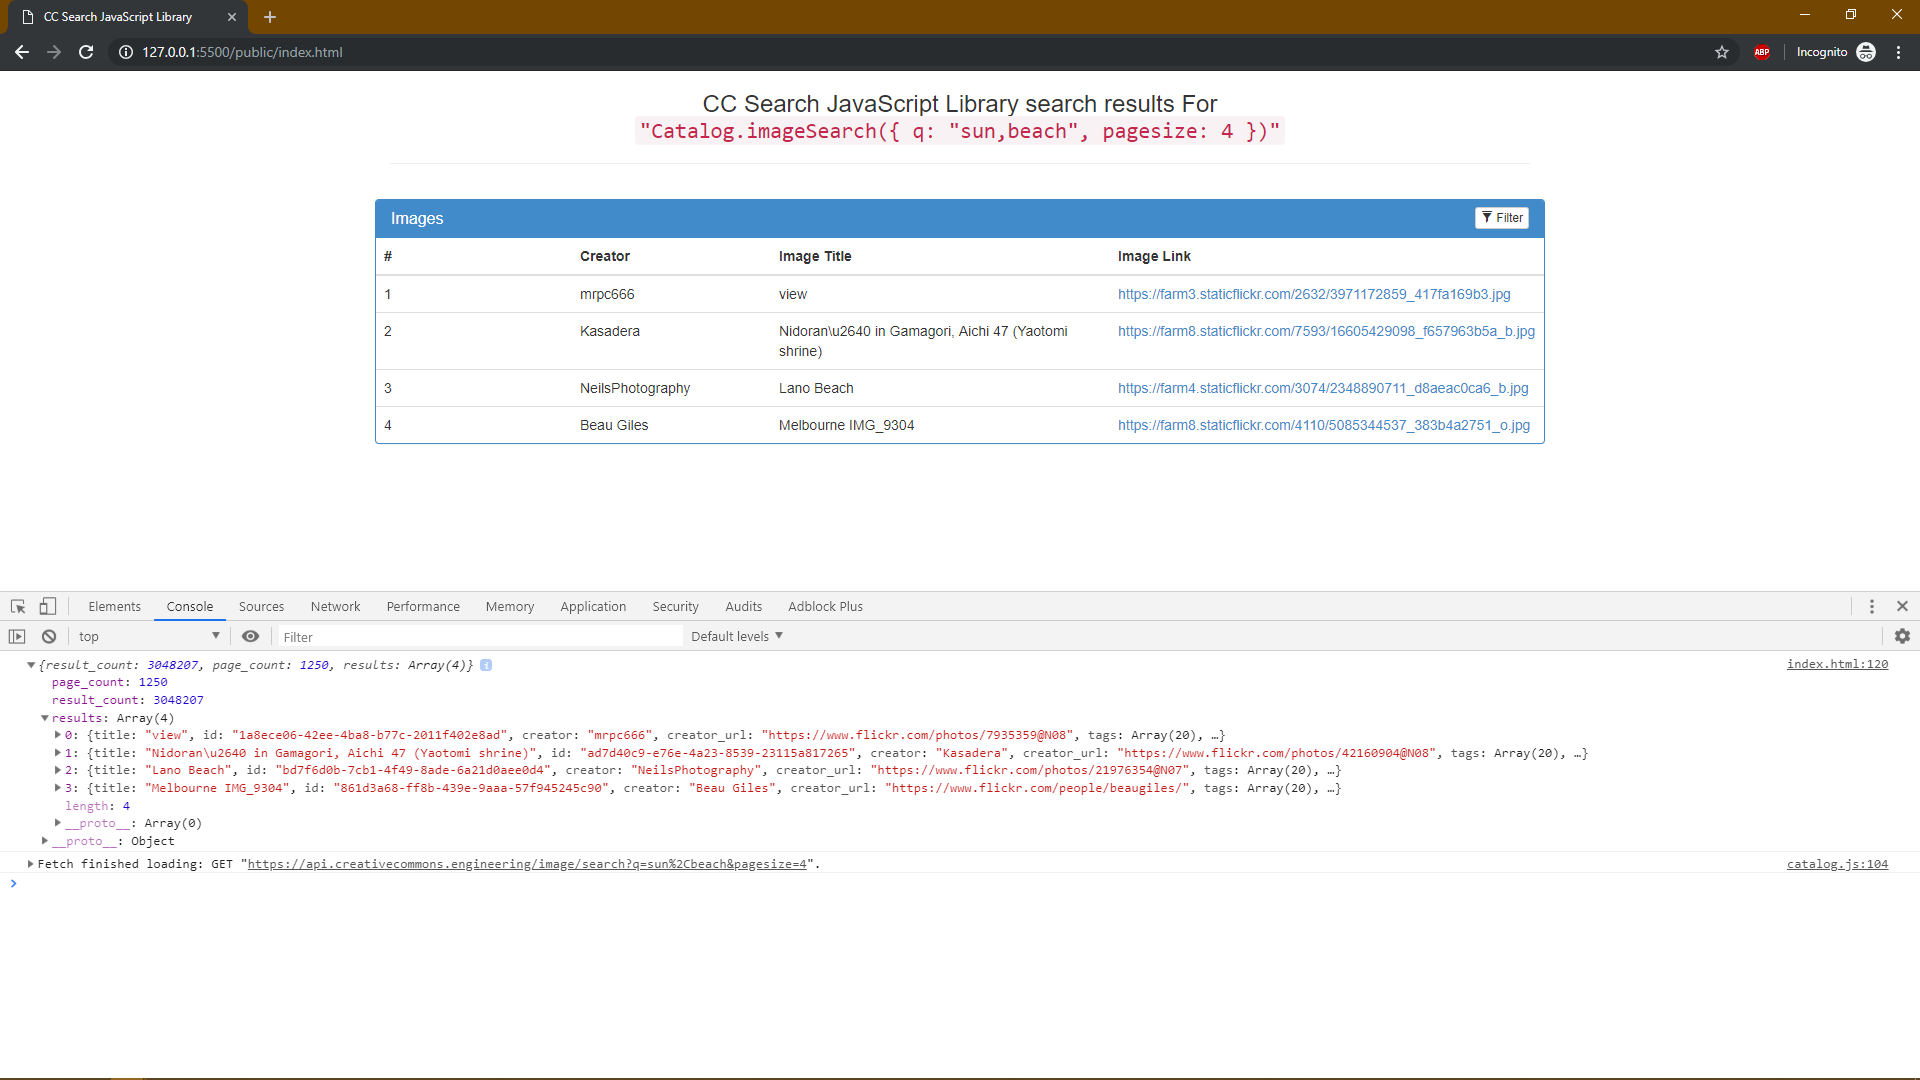 CC Search JavaScript Library
127.0.0.1:5500/public/index.html
ABP
Incognito
CC Search JavaScript Library search results For
"Catalog.imageSearch({ q: "sun,beach", pagesize: 4 })"
Images
Filter
# Creator Image Title Image Link
1 mrpc666 view https://farm3.staticflickr.com/2632/3971172859_417fa169b3.jpg
2 Kasadera Nidoran\u2640 in Gamagori, Aichi 47 (Yaotomi https://farm8.staticflickr.com/7593/16605429098_f657963b5a_b.jpg
shrine)
3 NeilsPhotography Lano Beach https://farm4.staticflickr.com/3074/2348890711_d8aeac0ca6_b.jpg
4 Beau Giles Melbourne IMG_9304 https://farm8.staticflickr.com/4110/5085344537_383b4a2751_o.jpg
Elements Console Sources Network Performance Memory Application Security Audits Adblock Plus
top Filter Default levels
{result_count: 3048207, page_count: 1250, results: Array(4)} i index.html:120
page_count: 1250
result_count: 3048207
results: Array(4)
0: {title: "view", id: "1a8ece06-42ee-4ba8-b77c-2011f402e8ad", creator: "mrpc666", creator_url: "https://www.flickr.com/photos/7935359@N08", tags: Array(20), …}
1: {title: "Nidoran\u2640 in Gamagori, Aichi 47 (Yaotomi shrine)", id: "ad7d40c9-e76e-4a23-8539-23115a817265", creator: "Kasadera", creator_url: "https://www.flickr.com/photos/42160904@N08", tags: Array(20), …}
2: {title: "Lano Beach", id: "bd7f6d0b-7cb1-4f49-8ade-6a21d0aee0d4", creator: "NeilsPhotography", creator_url: "https://www.flickr.com/photos/21976354@N07", tags: Array(20), …}
3: {title: "Melbourne IMG_9304", id: "861d3a68-ff8b-439e-9aaa-57f945245c90", creator: "Beau Giles", creator_url: "https://www.flickr.com/people/beaugiles/", tags: Array(20), …}
length: 4
__proto__: Array(0)
__proto__: Object
Fetch finished loading: GET "https://api.creativecommons.engineering/image/search?q=sun%2Cbeach&pagesize=4". catalog.js:104